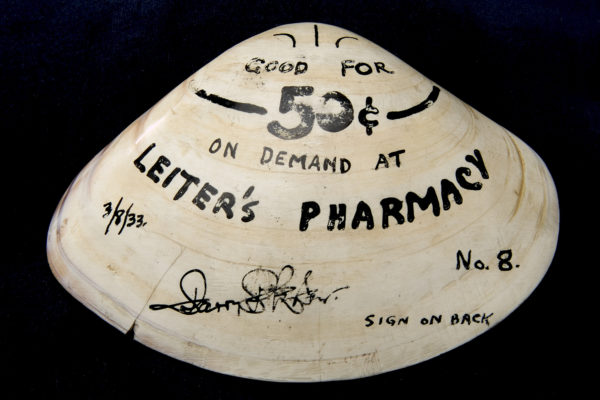 GOOD FOR
50¢
ON DEMAND AT
LEITER'S PHARMACY
3/8/33.
No. 8.
SIGN ON BACK